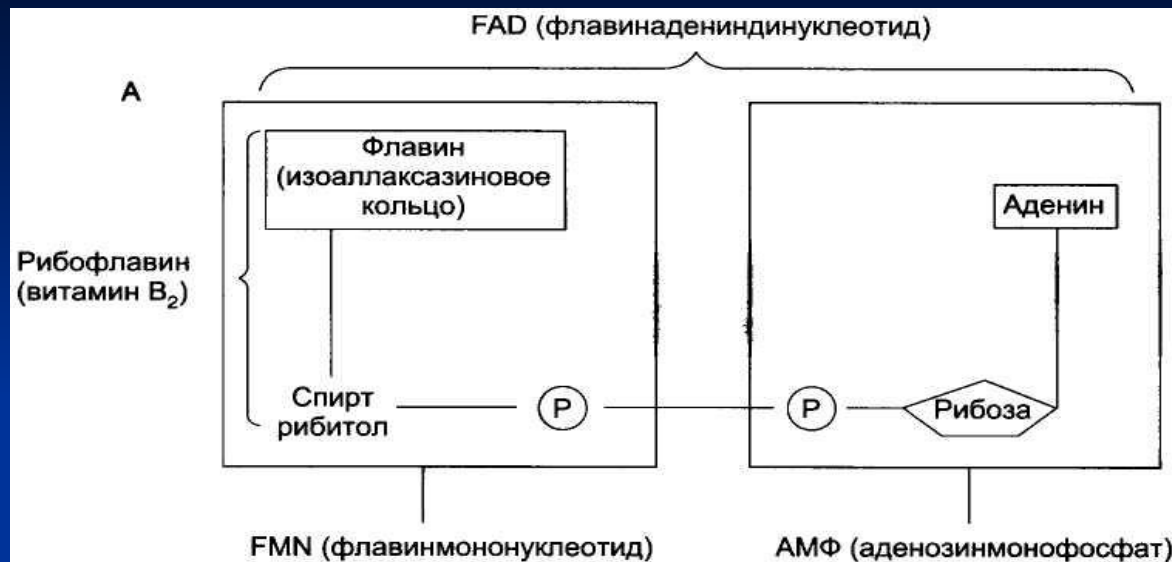 FAD (флавинадениндинуклеотид)
А
Флавин
(изоаллаксазиновое
кольцо)
Аденин
Рибофлавин
(витамин B₂)
Спирт
рибитол
P
P
Рибоза
FMN (флавинмононуклеотид)
АМФ (аденозинмонофосфат)